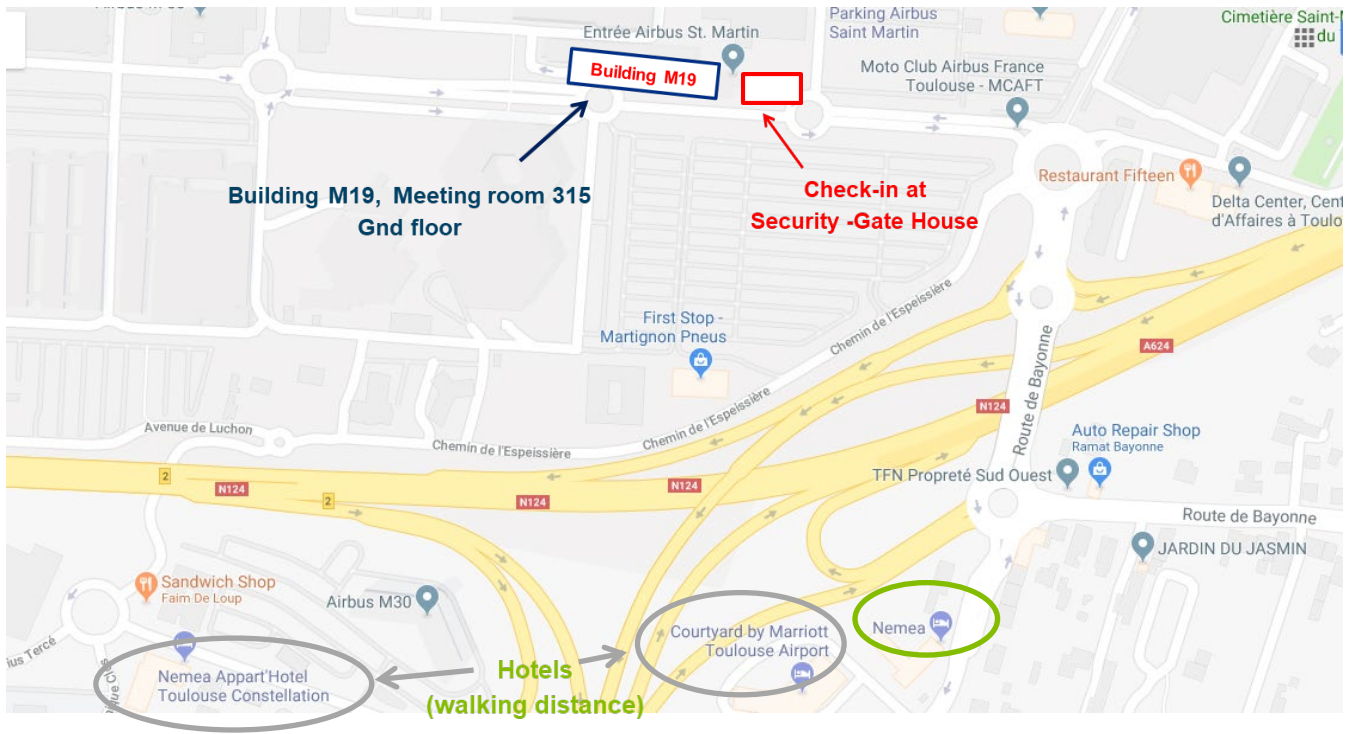 Parking Airbus
Saint Martin
Cimetière Saint-
du
Entrée Airbus St. Martin
Building M19
Moto Club Airbus France
Toulouse - MCAFT
Restaurant Fifteen
Delta Center, Cent
d'Affaires à Toulo
Building M19, Meeting room 315
Gnd floor
Check-in at
Security -Gate House
First Stop -
Martignon Pneus
Chemin de l'Espeissière
A624
Route de Bayonne
N124
Chemin de l'Espeissière
Avenue de Luchon
Chemin de l'Espeissière
Auto Repair Shop
Ramat Bayonne
TFN Propreté Sud Ouest
2
N124
2
N124
N124
Route de Bayonne
JARDIN DU JASMIN
Sandwich Shop
Faim De Loup
Airbus M30
Nemea
Courtyard by Marriott
Toulouse Airport
ius Tercé
Nemea Appart'Hotel
Toulouse Constellation
Hotels
(walking distance)